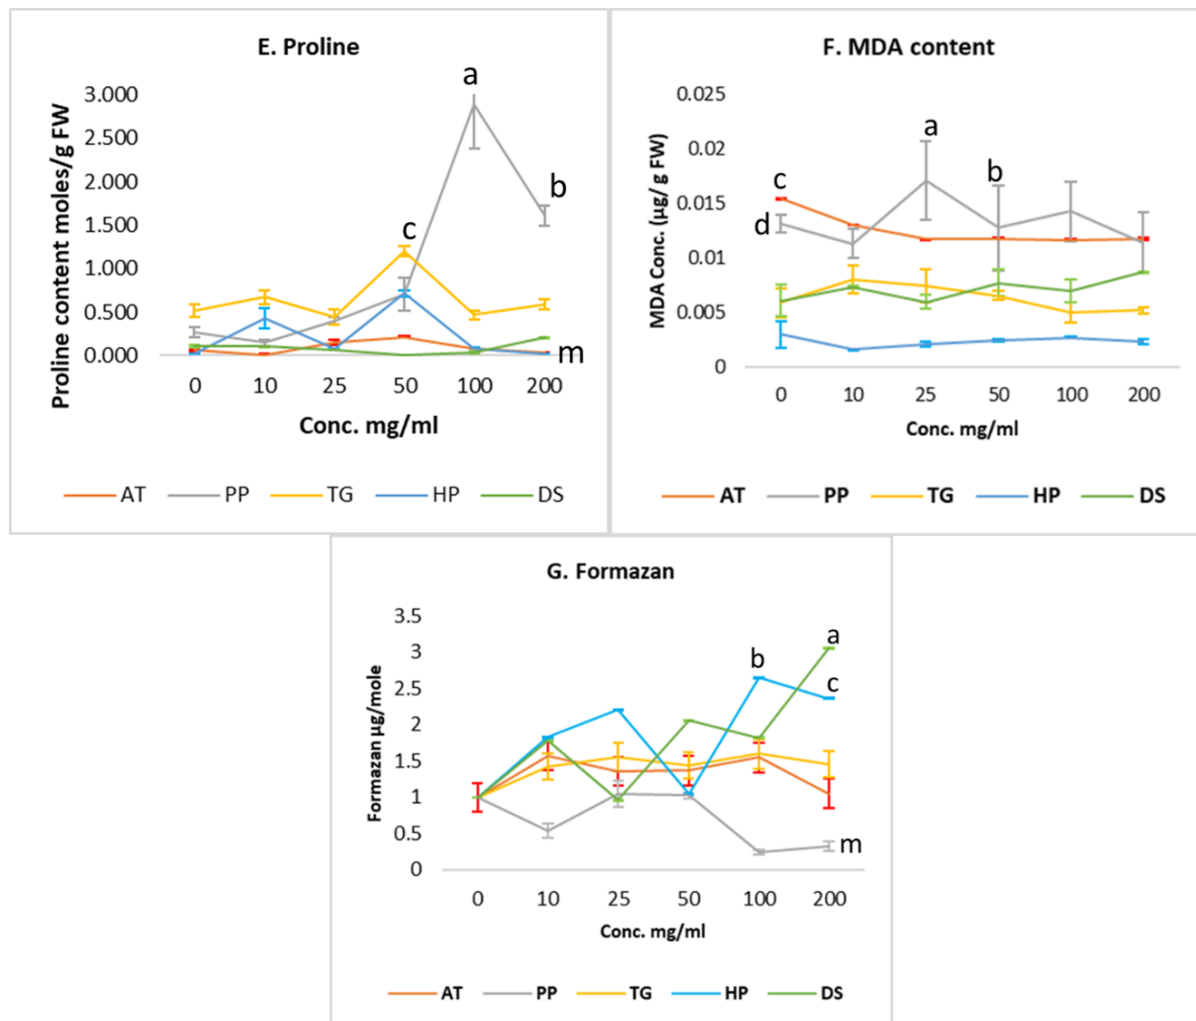 E. Proline
Proline content moles/g FW
3.000
2.500
2.000
1.500
1.000
0.500
0.000
a
b
c
m
0 10 25 50 100 200
Conc. mg/ml
AT PP TG HP DS
F. MDA content
MDA Conc. (µg/ g FW)
0.025
0.02
0.015
0.01
0.005
0
a
b
c
d
0 10 25 50 100 200
Conc. mg/ml
AT PP TG HP DS
G. Formazan
Formazan µg/mole
3.5
3
2.5
2
1.5
1
0.5
0
a
b
c
m
0 10 25 50 100 200
Conc. mg/ml
AT PP TG HP DS